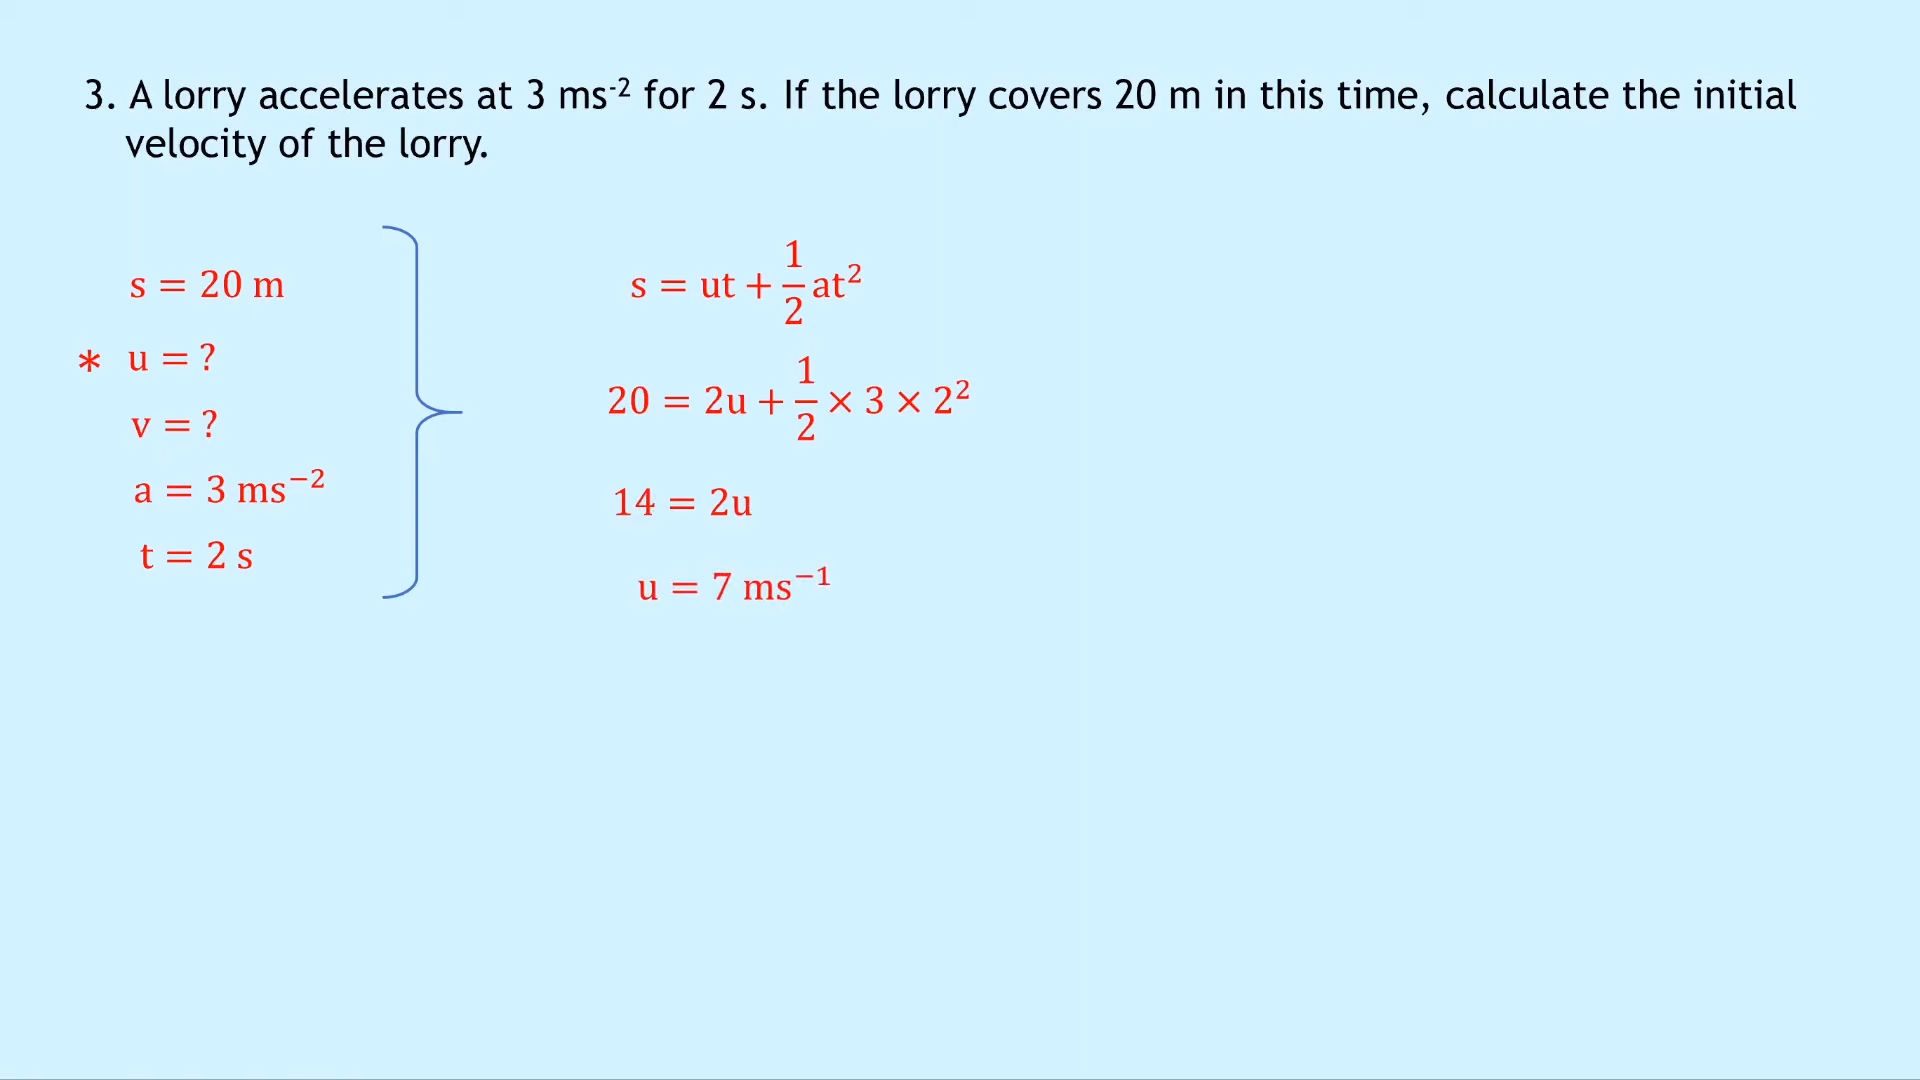 3. A lorry accelerates at 3 ms⁻² for 2 s. If the lorry covers 20 m in this time, calculate the initial
velocity of the lorry.
s = 20 m
* u = ?
v = ?
a = 3 ms⁻²
t = 2 s
s = ut + 1/2 at²
20 = 2u + 1/2 × 3 × 2²
14 = 2u
u = 7 ms⁻¹